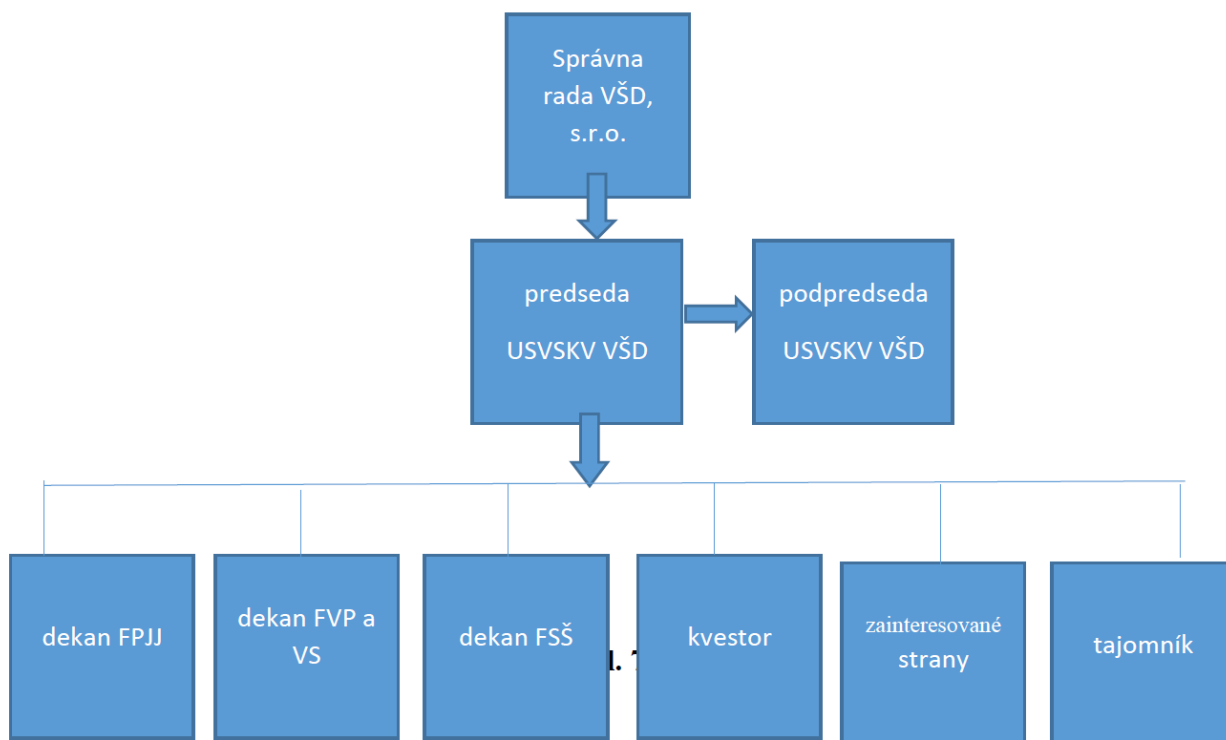 Správna
rada VŠD,
s.r.o.
predseda
USVSKV VŠD
podpredseda
USVSKV VŠD
dekan FPJJ
dekan FVP a
VS
dekan FSŠ
kvestor
zainteresované
strany
tajomník